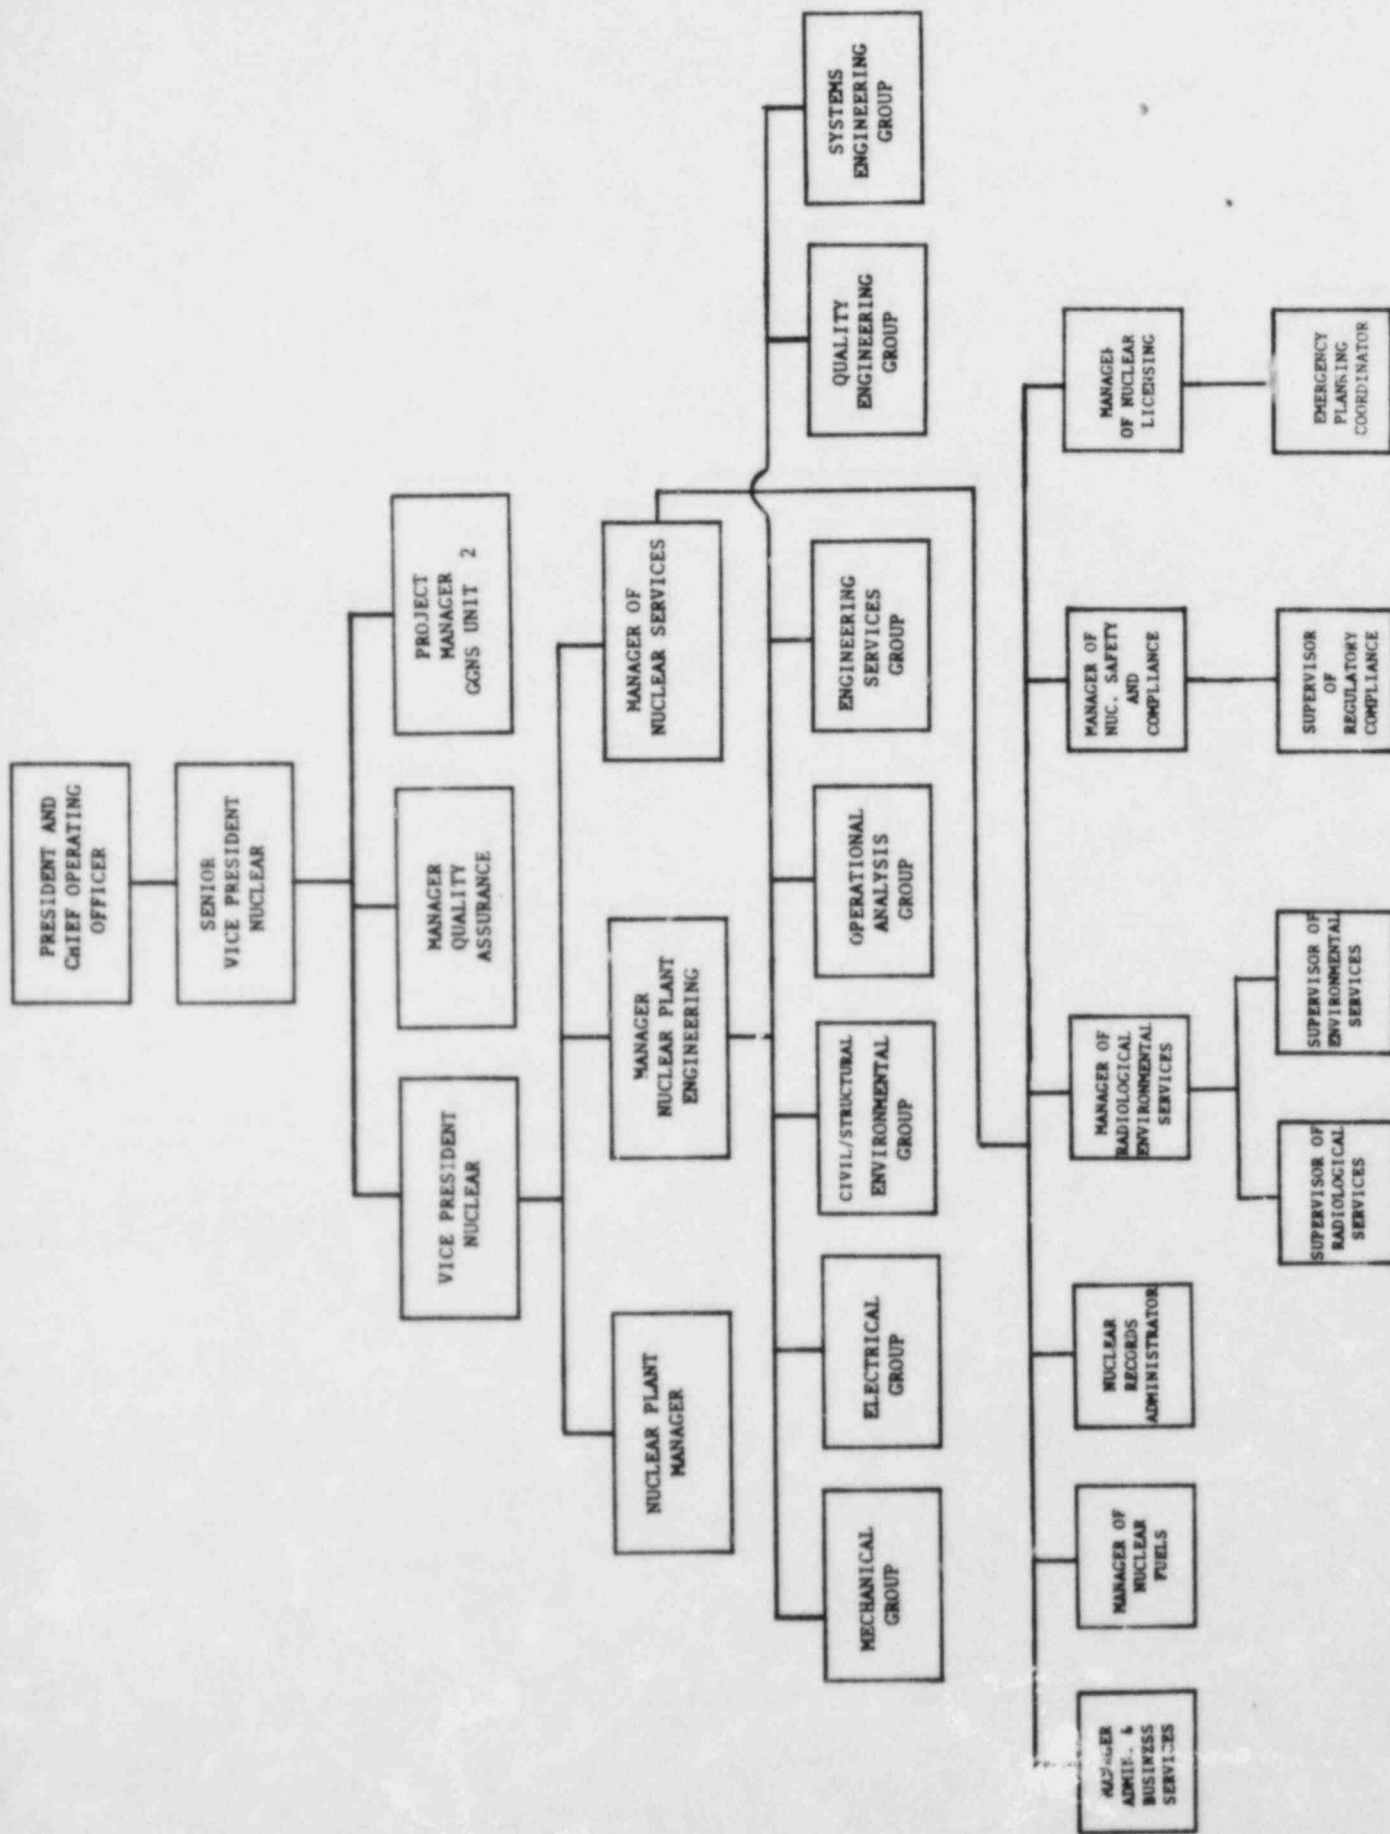 PRESIDENT AND
CHIEF OPERATING
OFFICER
SENIOR
VICE PRESIDENT
NUCLEAR
VICE PRESIDENT
NUCLEAR
MANAGER
QUALITY
ASSURANCE
PROJECT
MANAGER
GGNS UNIT 2
NUCLEAR PLANT
MANAGER
MANAGER
NUCLEAR PLANT
ENGINEERING
MANAGER OF
NUCLEAR SERVICES
MECHANICAL
GROUP
ELECTRICAL
GROUP
CIVIL/STRUCTURAL
ENVIRONMENTAL
GROUP
OPERATIONAL
ANALYSIS
GROUP
ENGINEERING
SERVICES
GROUP
QUALITY
ENGINEERING
GROUP
SYSTEMS
ENGINEERING
GROUP
MANAGER
ADMIN. &
BUSINESS
SERVICES
MANAGER OF
NUCLEAR
FUELS
NUCLEAR
RECORDS
ADMINISTRATOR
MANAGER OF
RADIOLOGICAL
ENVIRONMENTAL
SERVICES
MANAGER OF
NUC. SAFETY
AND
COMPLIANCE
MANAGER
OF NUCLEAR
LICENSING
SUPERVISOR OF
RADIOLOGICAL
SERVICES
SUPERVISOR OF
ENVIRONMENTAL
SERVICES
SUPERVISOR
OF
REGULATORY
COMPLIANCE
EMERGENCY
PLANNING
COORDINATOR